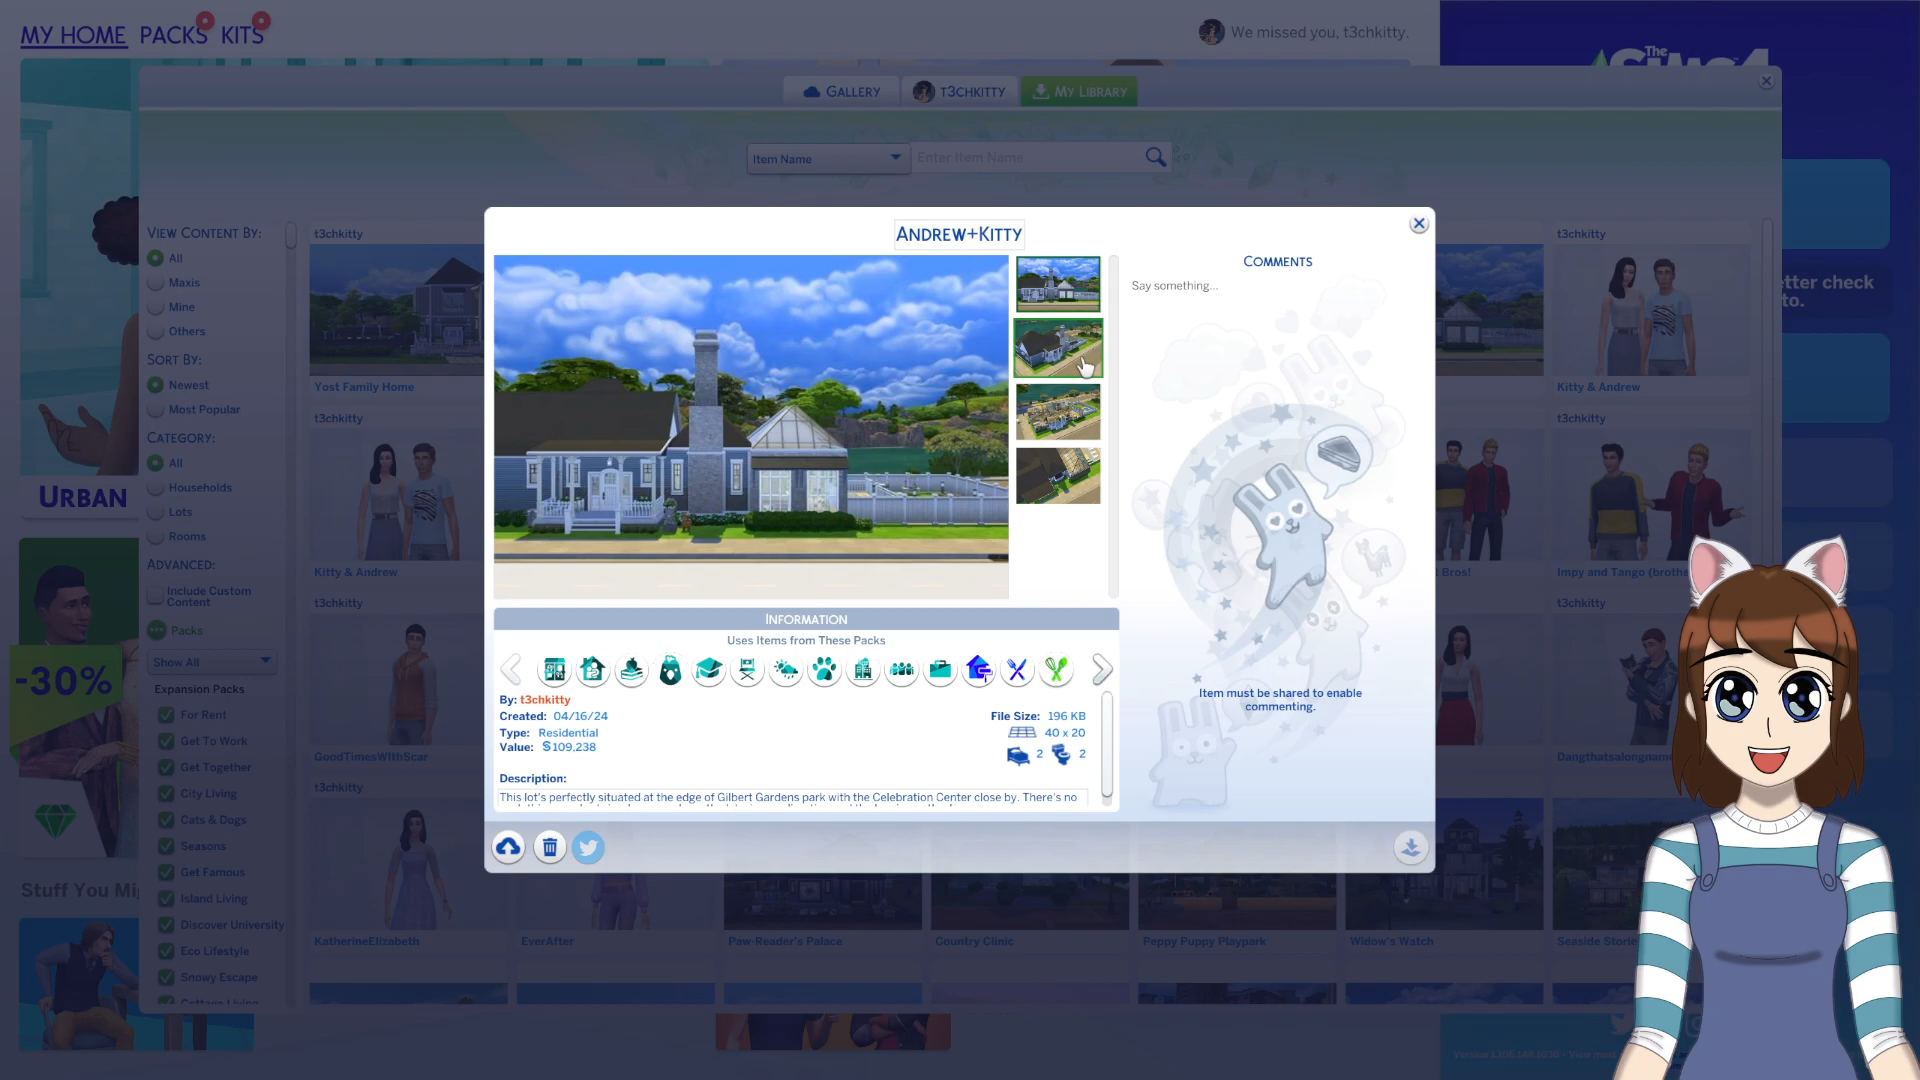 MY HOME PACKS KITS
We missed you, t3chkitty.
The
SIMS 4
GALLERY
T3CHKITTY
MY LIBRARY
Item Name
Enter Item Name
VIEW CONTENT BY:
All
Maxis
Mine
Others
SORT BY:
Newest
Most Popular
CATEGORY:
All
Households
Lots
Rooms
ADVANCED:
Include Custom
Content
Packs
Show All
Expansion Packs
For Rent
Get To Work
Get Together
City Living
Cats & Dogs
Seasons
Get Famous
Island Living
Discover University
Eco Lifestyle
Snowy Escape
Cottage Living
URBAN
-30%
Stuff You
t3chkitty
Yost Family Home
t3chkitty
Kitty & Andrew
t3chkitty
GoodTimesWithScar
t3chkitty
KatherineElizabeth
EverAfter
Paw-Reader's Palace
Country Clinic
Peppy Puppy Playpark
Widow's Watch
Seaside
t3chkitty
Kitty & Andrew
t3chkitty
Bros!
Impy and Tango
t3chkitty
etter check
to.
ANDREW+KITTY
COMMENTS
Say something...
Item must be shared to enable
commenting.
INFORMATION
Uses Items from These Packs
By: t3chkitty
Created: 04/16/24
Type: Residential
Value: §109,238
File Size: 196 KB
40 x 20
2 2
Description:
This lot's perfectly situated at the edge of Gilbert Gardens park with the Celebration Center close by. There's no